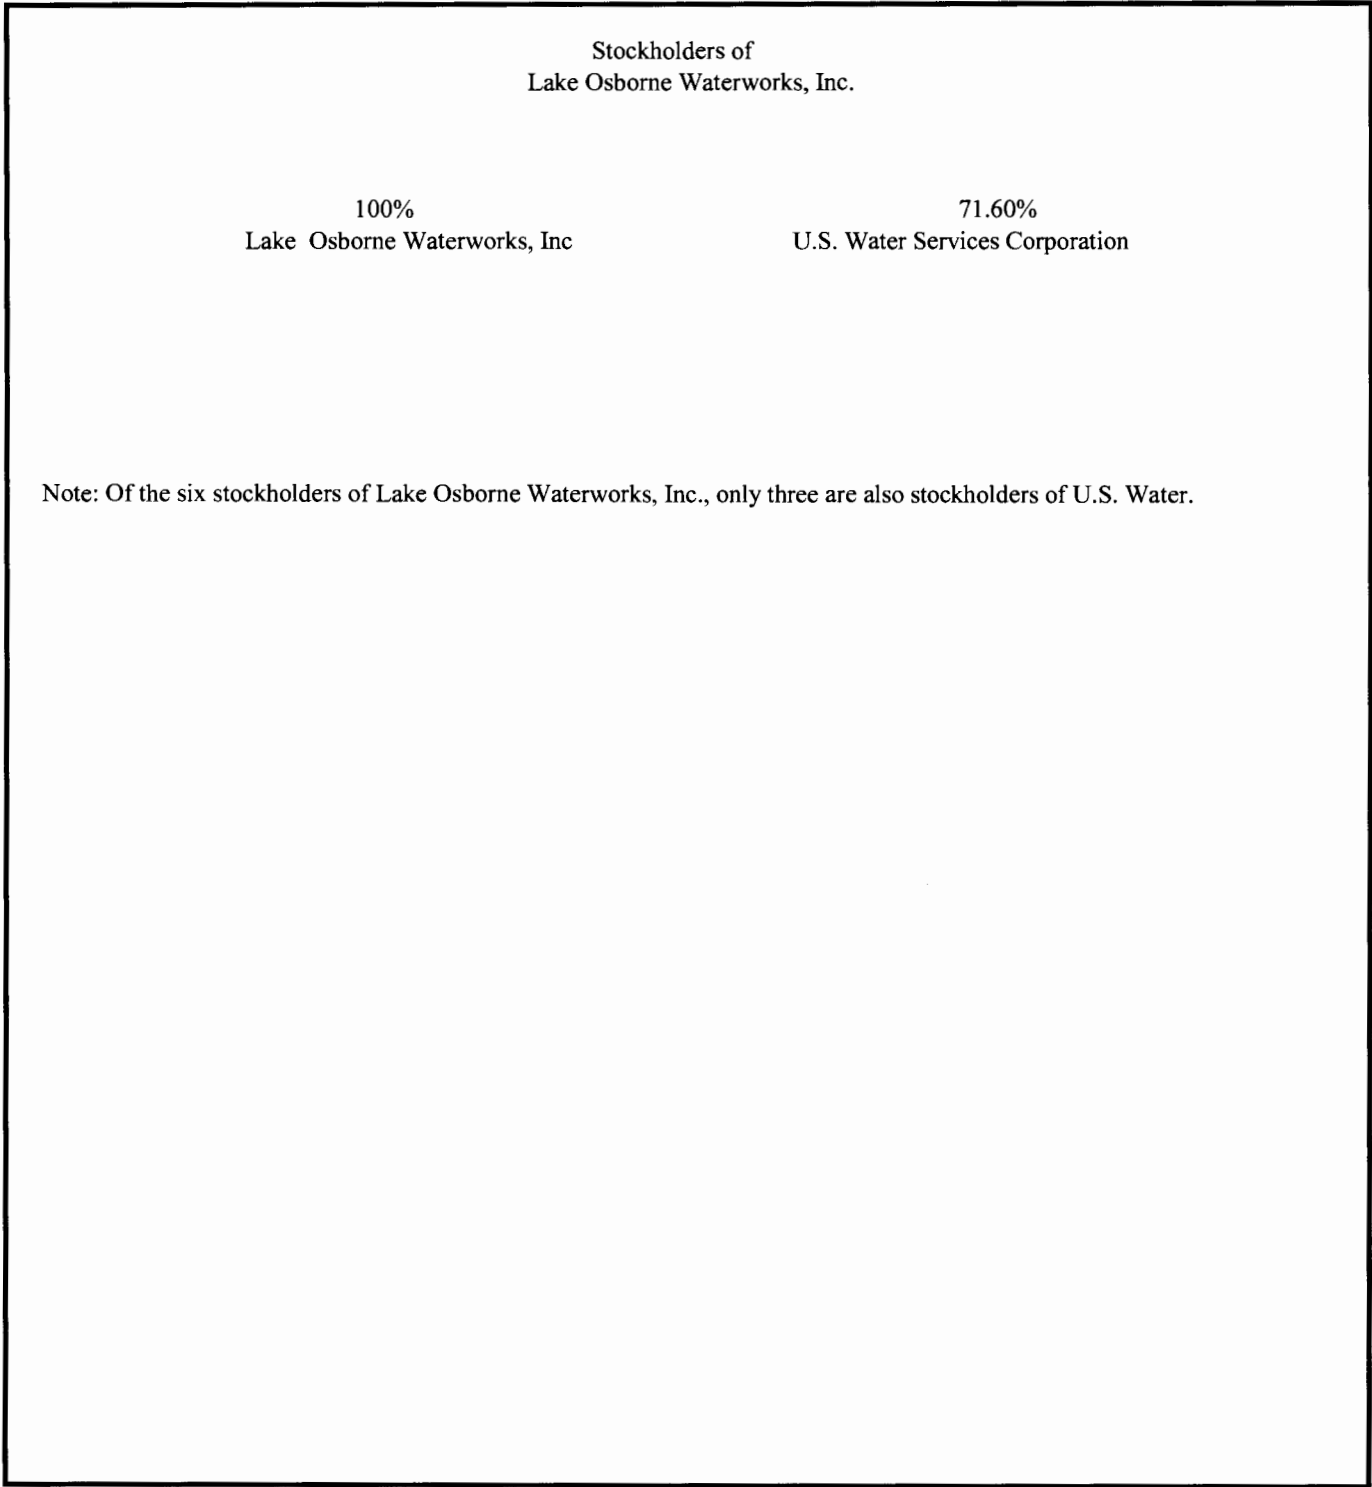 Stockholders of
Lake Osborne Waterworks, Inc.
100%
71.60%
Lake Osborne Waterworks, Inc
U.S. Water Services Corporation
Note: Of the six stockholders of Lake Osborne Waterworks, Inc., only three are also stockholders of U.S. Water.